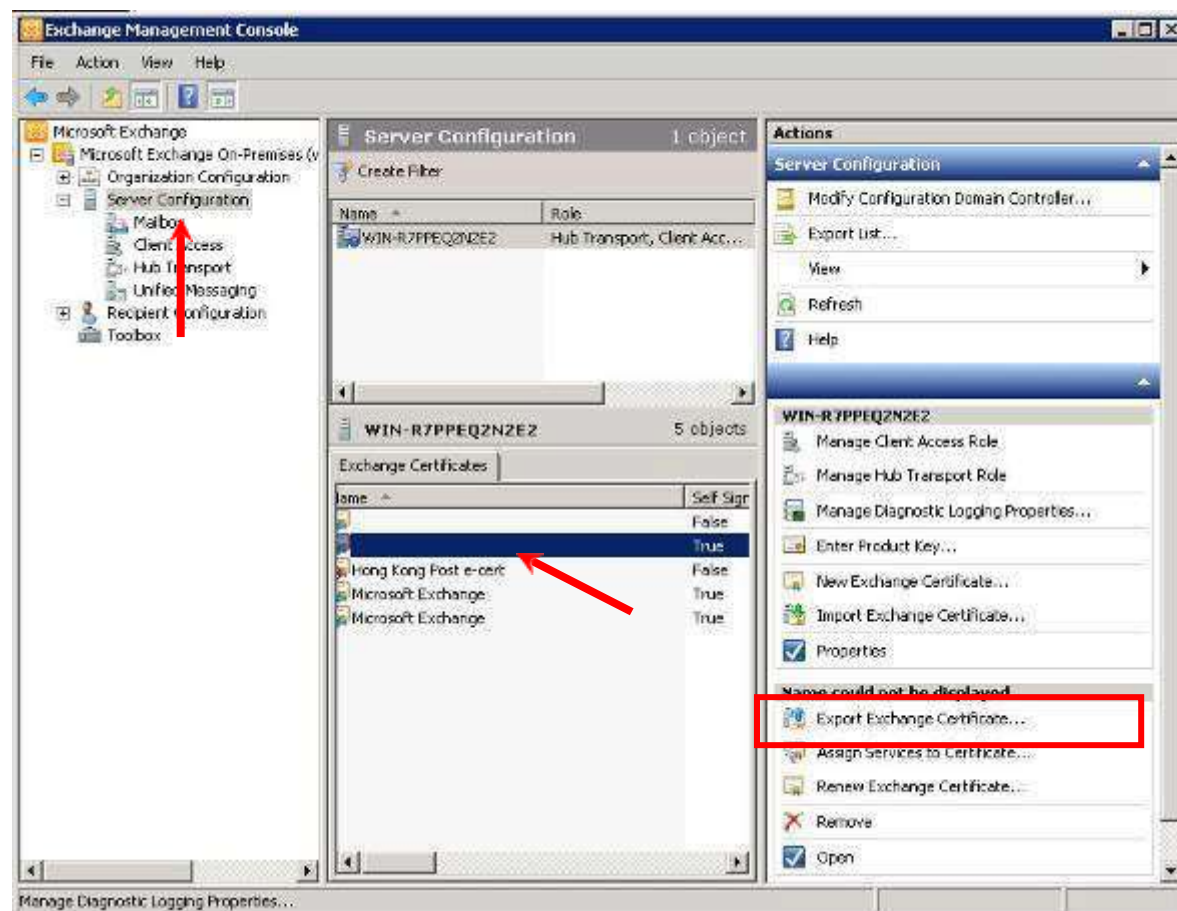 Exchange Management Console
File Action View Help
Microsoft Exchange
Microsoft Exchange On-Premises (v
Organization Configuration
Server Configuration
Mailbox
Client Access
Hub Transport
Unified Messaging
Recipient Configuration
Toolbox
Server Configuration 1 object
Create Filter
Name Role
WIN-R7PPEQ2N2E2 Hub Transport, Client Acc...
WIN-R7PPEQ2N2E2 5 objects
Exchange Certificates
lame Self Sigr
False
True
Hong Kong Post e-cert False
Microsoft Exchange True
Microsoft Exchange True
Actions
Server Configuration
Modify Configuration Domain Controller...
Export List...
View
Refresh
Help
WIN-R7PPEQ2N2E2
Manage Client Access Role
Manage Hub Transport Role
Manage Diagnostic Logging Properties...
Enter Product Key...
New Exchange Certificate...
Import Exchange Certificate...
Properties
Name could not be displayed
Export Exchange Certificate...
Assign Services to Certificate...
Renew Exchange Certificate...
Remove
Open
Manage Diagnostic Logging Properties...